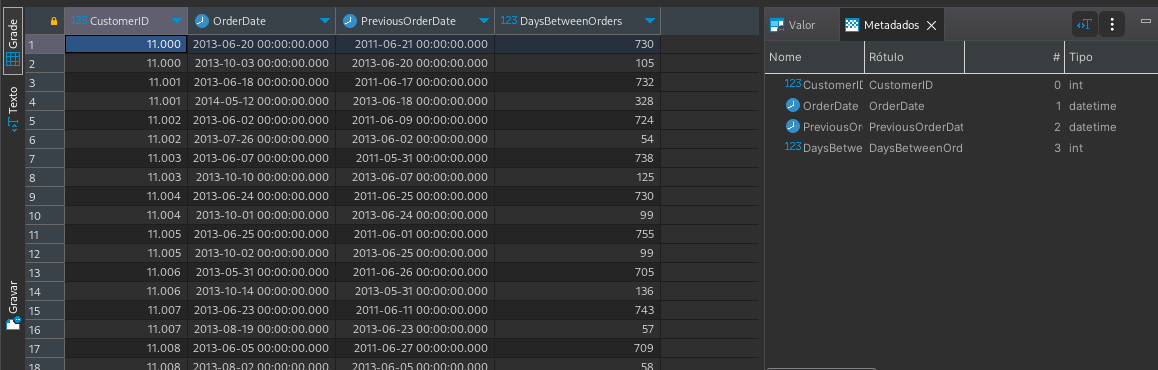 Grade
Texto
Gravar
CustomerID OrderDate PreviousOrderDate DaysBetweenOrders
1 11.000 2013-06-20 00:00:00.000 2011-06-21 00:00:00.000 730
2 11.000 2013-10-03 00:00:00.000 2013-06-20 00:00:00.000 105
3 11.001 2013-06-18 00:00:00.000 2011-06-17 00:00:00.000 732
4 11.001 2014-05-12 00:00:00.000 2013-06-18 00:00:00.000 328
5 11.002 2013-06-02 00:00:00.000 2011-06-09 00:00:00.000 724
6 11.002 2013-07-26 00:00:00.000 2013-06-02 00:00:00.000 54
7 11.003 2013-06-07 00:00:00.000 2011-05-31 00:00:00.000 738
8 11.003 2013-10-10 00:00:00.000 2013-06-07 00:00:00.000 125
9 11.004 2013-06-24 00:00:00.000 2011-06-25 00:00:00.000 730
10 11.004 2013-10-01 00:00:00.000 2013-06-24 00:00:00.000 99
11 11.005 2013-06-25 00:00:00.000 2011-06-01 00:00:00.000 755
12 11.005 2013-10-02 00:00:00.000 2013-06-25 00:00:00.000 99
13 11.006 2013-05-31 00:00:00.000 2011-06-26 00:00:00.000 705
14 11.006 2013-10-14 00:00:00.000 2013-05-31 00:00:00.000 136
15 11.007 2013-06-23 00:00:00.000 2011-06-11 00:00:00.000 743
16 11.007 2013-08-19 00:00:00.000 2013-06-23 00:00:00.000 57
17 11.008 2013-06-05 00:00:00.000 2011-06-27 00:00:00.000 709
18 11.008 2013-08-02 00:00:00.000 2013-06-05 00:00:00.000 58
Valor Metadados
Nome Rótulo # Tipo
123 CustomerID CustomerID 0 int
OrderDate OrderDate 1 datetime
PreviousOr PreviousOrderDat 2 datetime
123 DaysBetwe DaysBetweenOrd 3 int